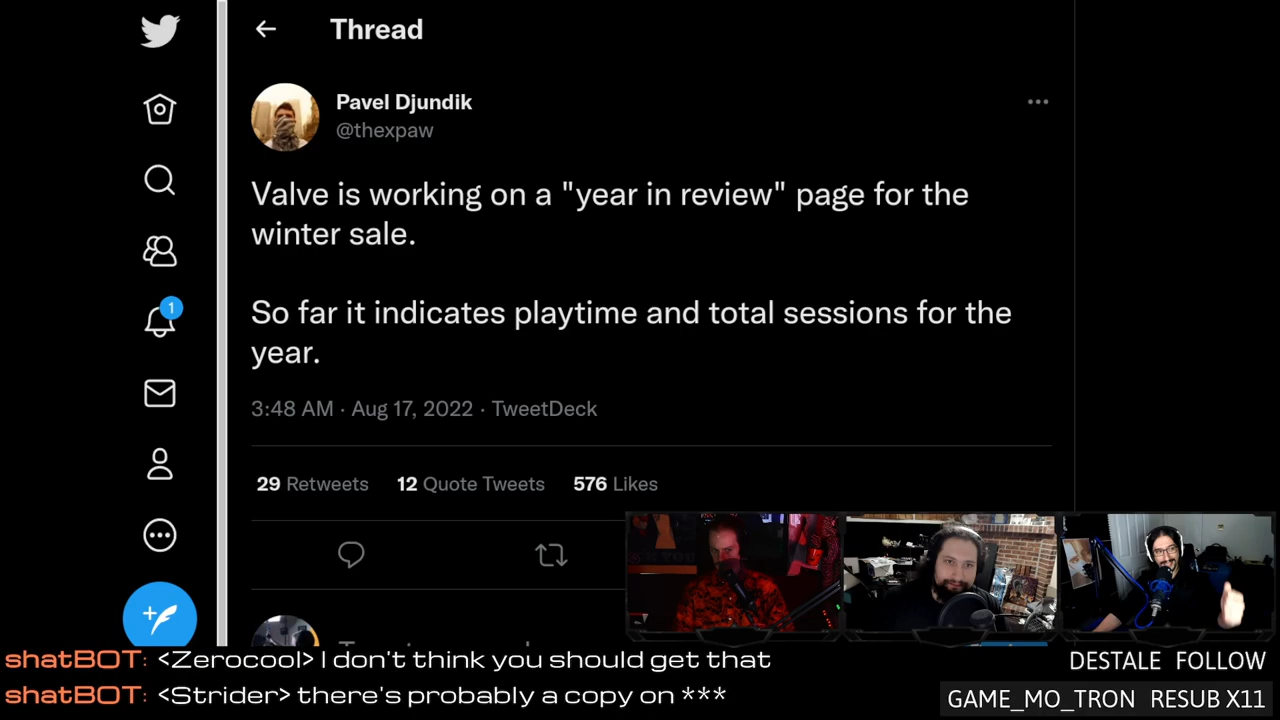 Thread
Pavel Djundik
@thexpaw
Valve is working on a "year in review" page for the
winter sale.
So far it indicates playtime and total sessions for the
year.
3:48 AM · Aug 17, 2022 · TweetDeck
29 Retweets 12 Quote Tweets 576 Likes
1
shatBOT: <Zerocool> I don't think you should get that
shatBOT: <Strider> there's probably a copy on ***
DESTALE FOLLOW
GAME_MO_TRON RESUB X11